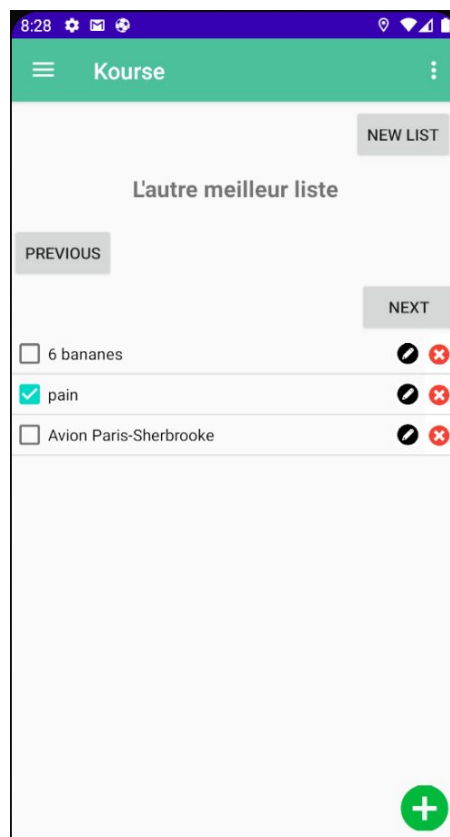 8:28
Kourse
NEW LIST
L'autre meilleur liste
PREVIOUS
NEXT
6 bananes
pain
Avion Paris-Sherbrooke